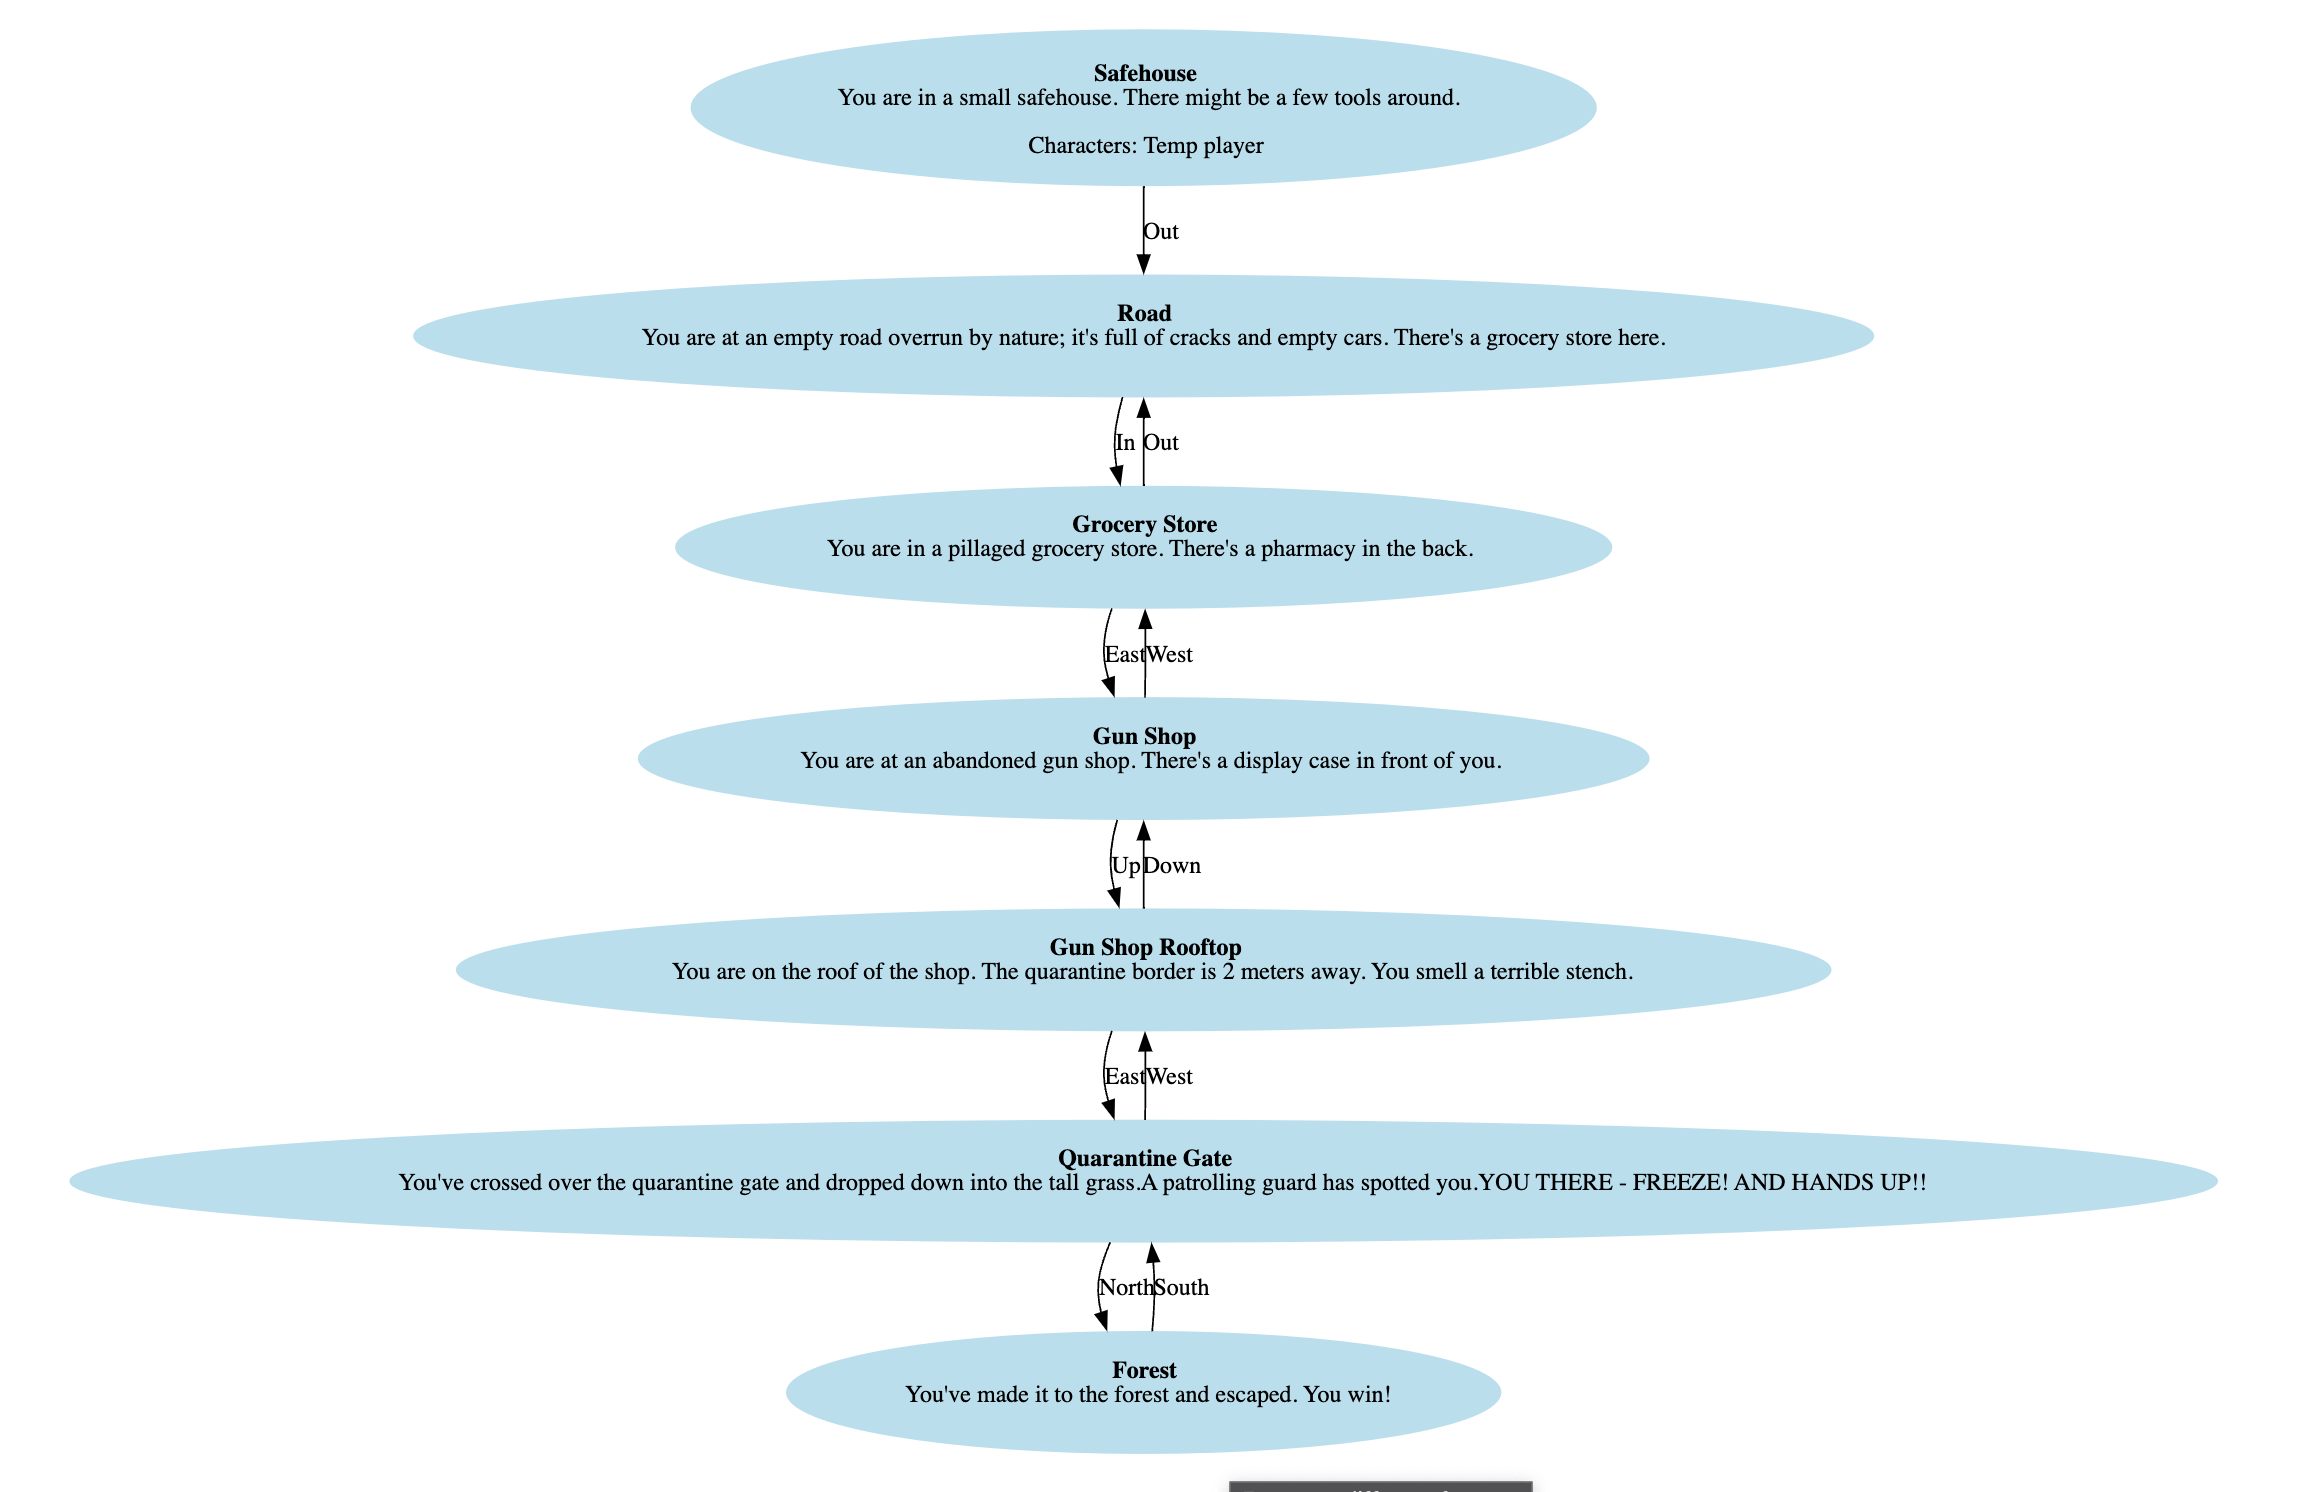 Safehouse
You are in a small safehouse. There might be a few tools around.
Characters: Temp player
Out
Road
You are at an empty road overrun by nature; it's full of cracks and empty cars. There's a grocery store here.
In Out
Grocery Store
You are in a pillaged grocery store. There's a pharmacy in the back.
East West
Gun Shop
You are at an abandoned gun shop. There's a display case in front of you.
Up Down
Gun Shop Rooftop
You are on the roof of the shop. The quarantine border is 2 meters away. You smell a terrible stench.
East West
Quarantine Gate
You've crossed over the quarantine gate and dropped down into the tall grass.A patrolling guard has spotted you.YOU THERE - FREEZE! AND HANDS UP!!
North South
Forest
You've made it to the forest and escaped. You win!